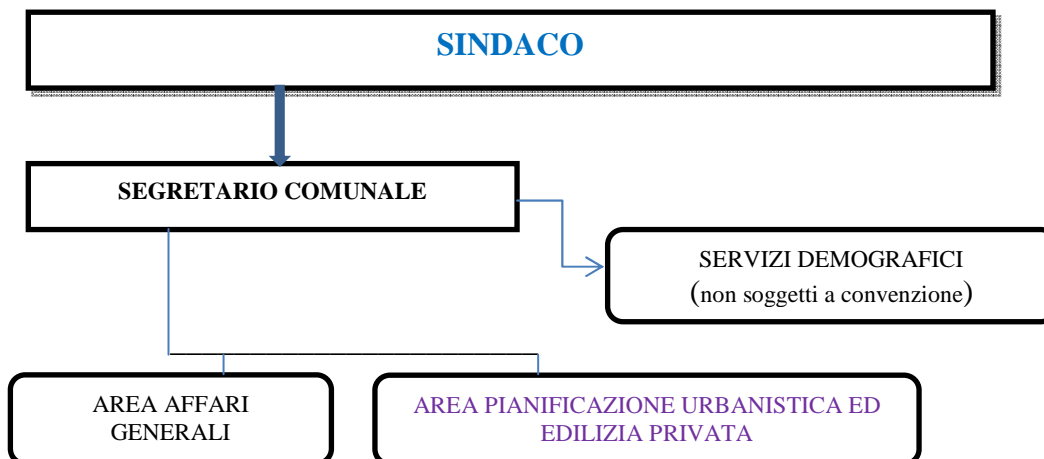 SINDACO
SEGRETARIO COMUNALE
SERVIZI DEMOGRAFICI
(non soggetti a convenzione)
AREA AFFARI
GENERALI
AREA PIANIFICAZIONE URBANISTICA ED
EDILIZIA PRIVATA